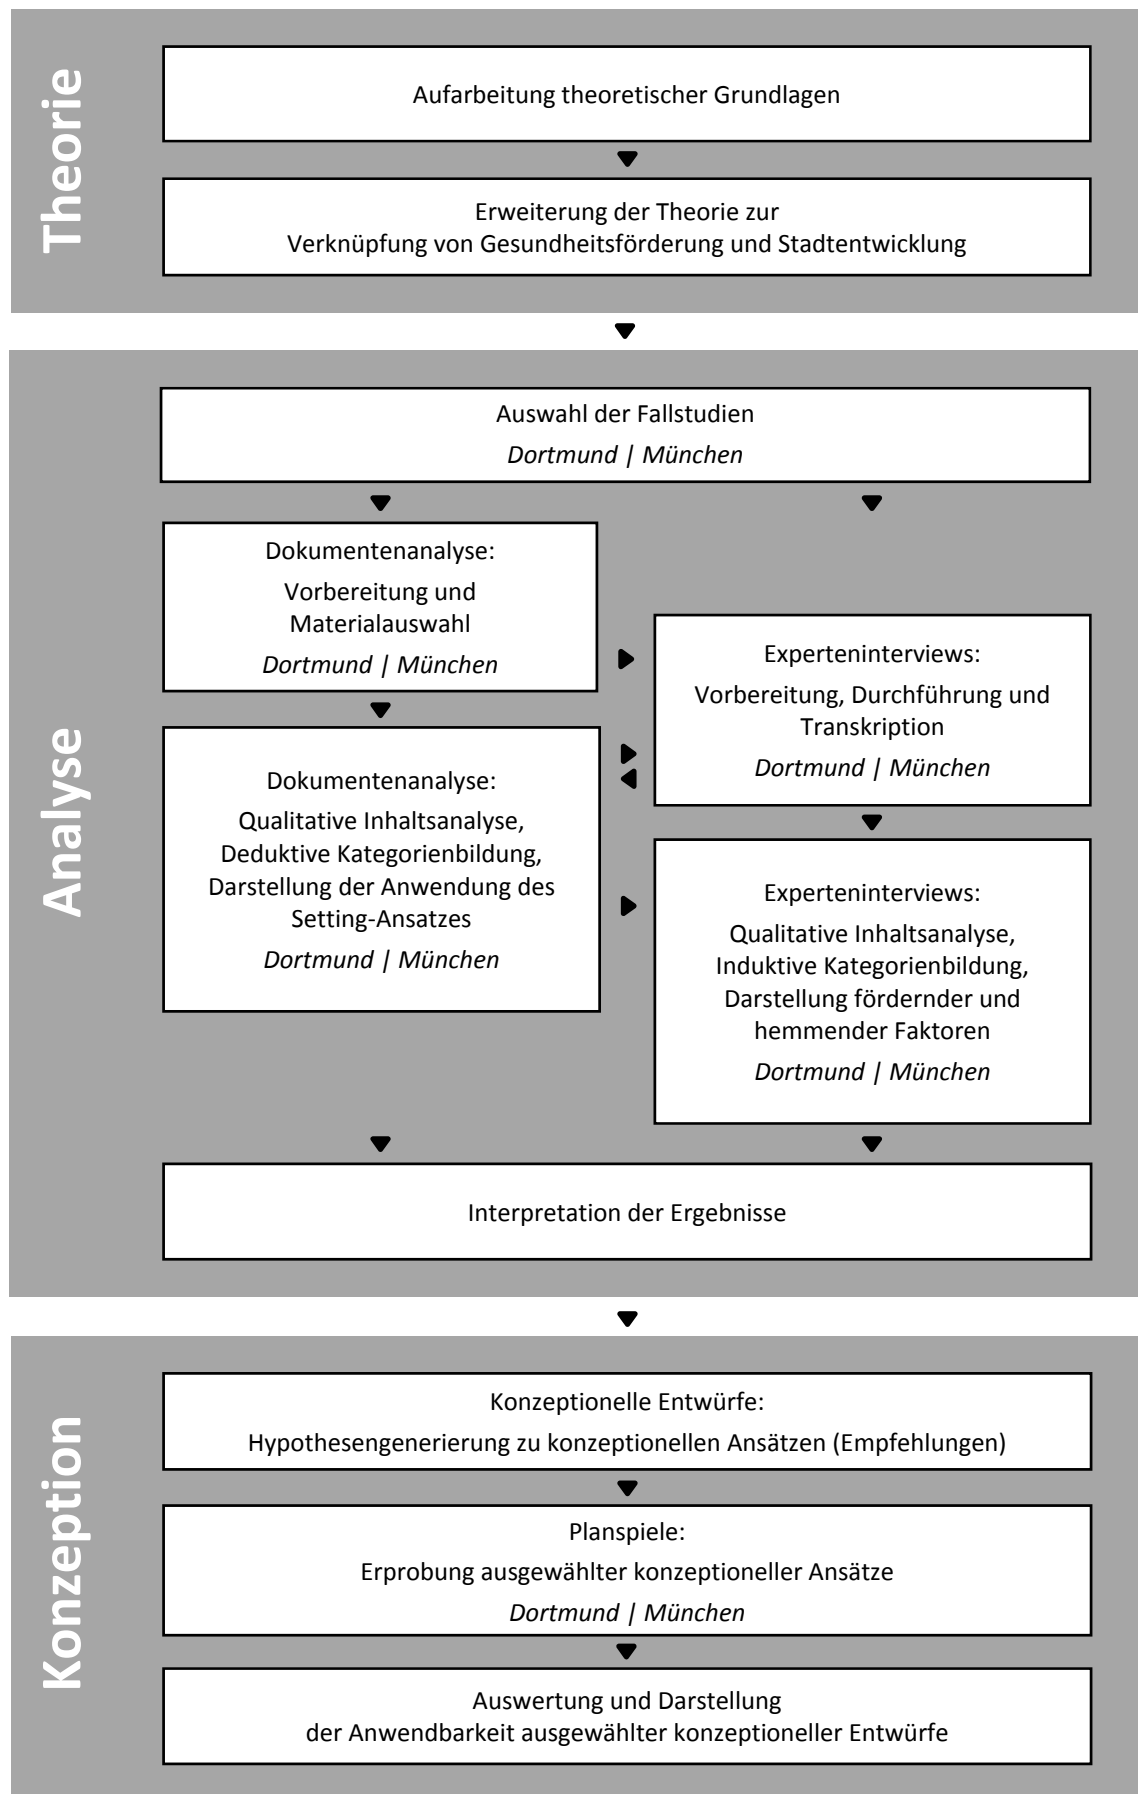 Theorie
Aufarbeitung theoretischer Grundlagen
Erweiterung der Theorie zur
Verknüpfung von Gesundheitsförderung und Stadtentwicklung
Analyse
Auswahl der Fallstudien
Dortmund | München
Dokumentenanalyse:
Vorbereitung und
Materialauswahl
Dortmund | München
Experteninterviews:
Vorbereitung, Durchführung und
Transkription
Dortmund | München
Dokumentenanalyse:
Qualitative Inhaltsanalyse,
Deduktive Kategorienbildung,
Darstellung der Anwendung des
Setting-Ansatzes
Dortmund | München
Experteninterviews:
Qualitative Inhaltsanalyse,
Induktive Kategorienbildung,
Darstellung fördernder und
hemmender Faktoren
Dortmund | München
Interpretation der Ergebnisse
Konzeption
Konzeptionelle Entwürfe:
Hypothesengenerierung zu konzeptionellen Ansätzen (Empfehlungen)
Planspiele:
Erprobung ausgewählter konzeptioneller Ansätze
Dortmund | München
Auswertung und Darstellung
der Anwendbarkeit ausgewählter konzeptioneller Entwürfe